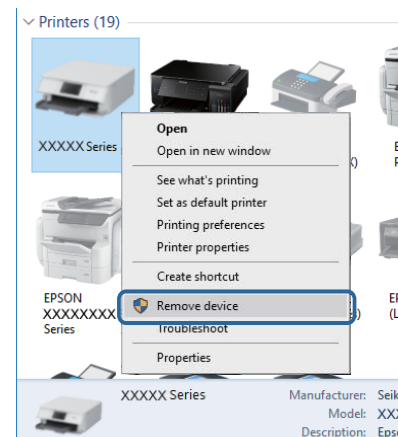 Printers (19)
XXXXX Series
Open
Open in new window
See what's printing
Set as default printer
Printing preferences
Printer properties
Create shortcut
Remove device
Troubleshoot
Properties
EPSON
XXXXXXXX
Series
XXXXX Series
Manufacturer:
Model:
Description: